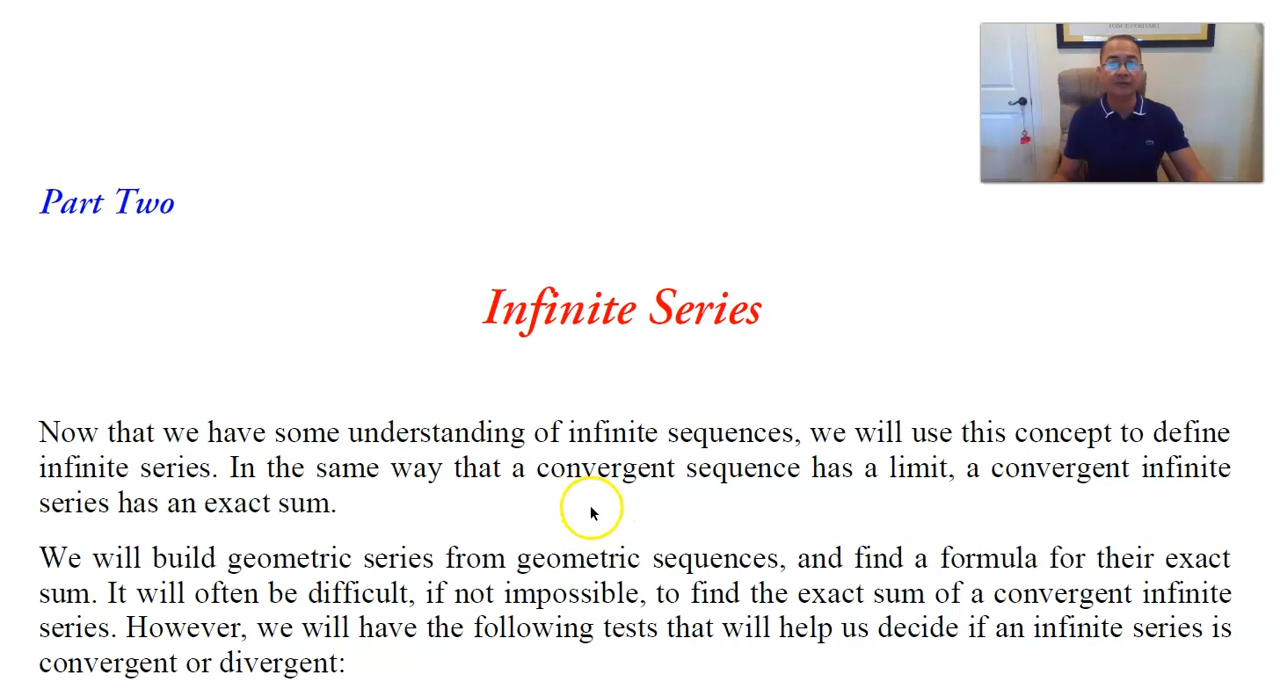 Part Two
Infinite Series
Now that we have some understanding of infinite sequences, we will use this concept to define
infinite series. In the same way that a convergent sequence has a limit, a convergent infinite
series has an exact sum.
We will build geometric series from geometric sequences, and find a formula for their exact
sum. It will often be difficult, if not impossible, to find the exact sum of a convergent infinite
series. However, we will have the following tests that will help us decide if an infinite series is
convergent or divergent: